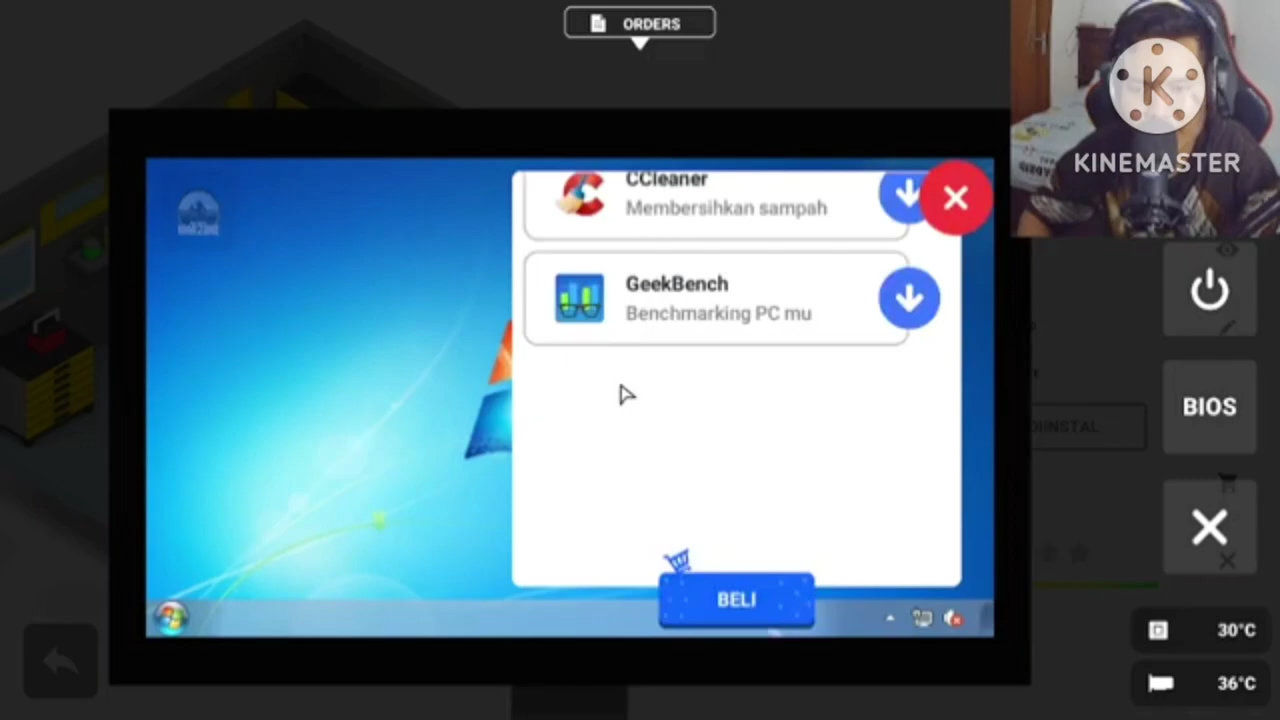 ORDERS
K
KINEMASTER
CCleaner
Membersihkan sampah
GeekBench
Benchmarking PC mu
BIOS
BELI
30°C
36°C